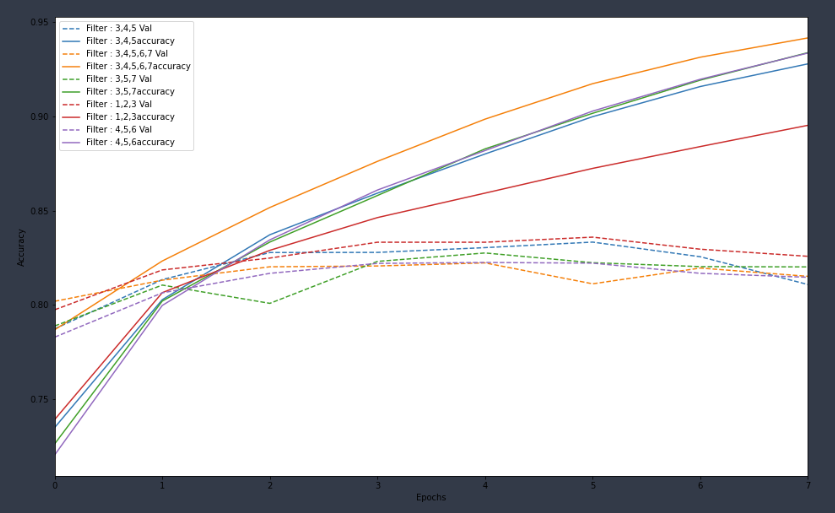 0.95
0.90
0.85
0.80
0.75
Accuracy
Filter : 3,4,5 Val
Filter : 3,4,5accuracy
Filter : 3,4,5,6,7 Val
Filter : 3,4,5,6,7accuracy
Filter : 3,5,7 Val
Filter : 3,5,7accuracy
Filter : 1,2,3 Val
Filter : 1,2,3accuracy
Filter : 4,5,6 Val
Filter : 4,5,6accuracy
0 1 2 3 4 5 6 7
Epochs